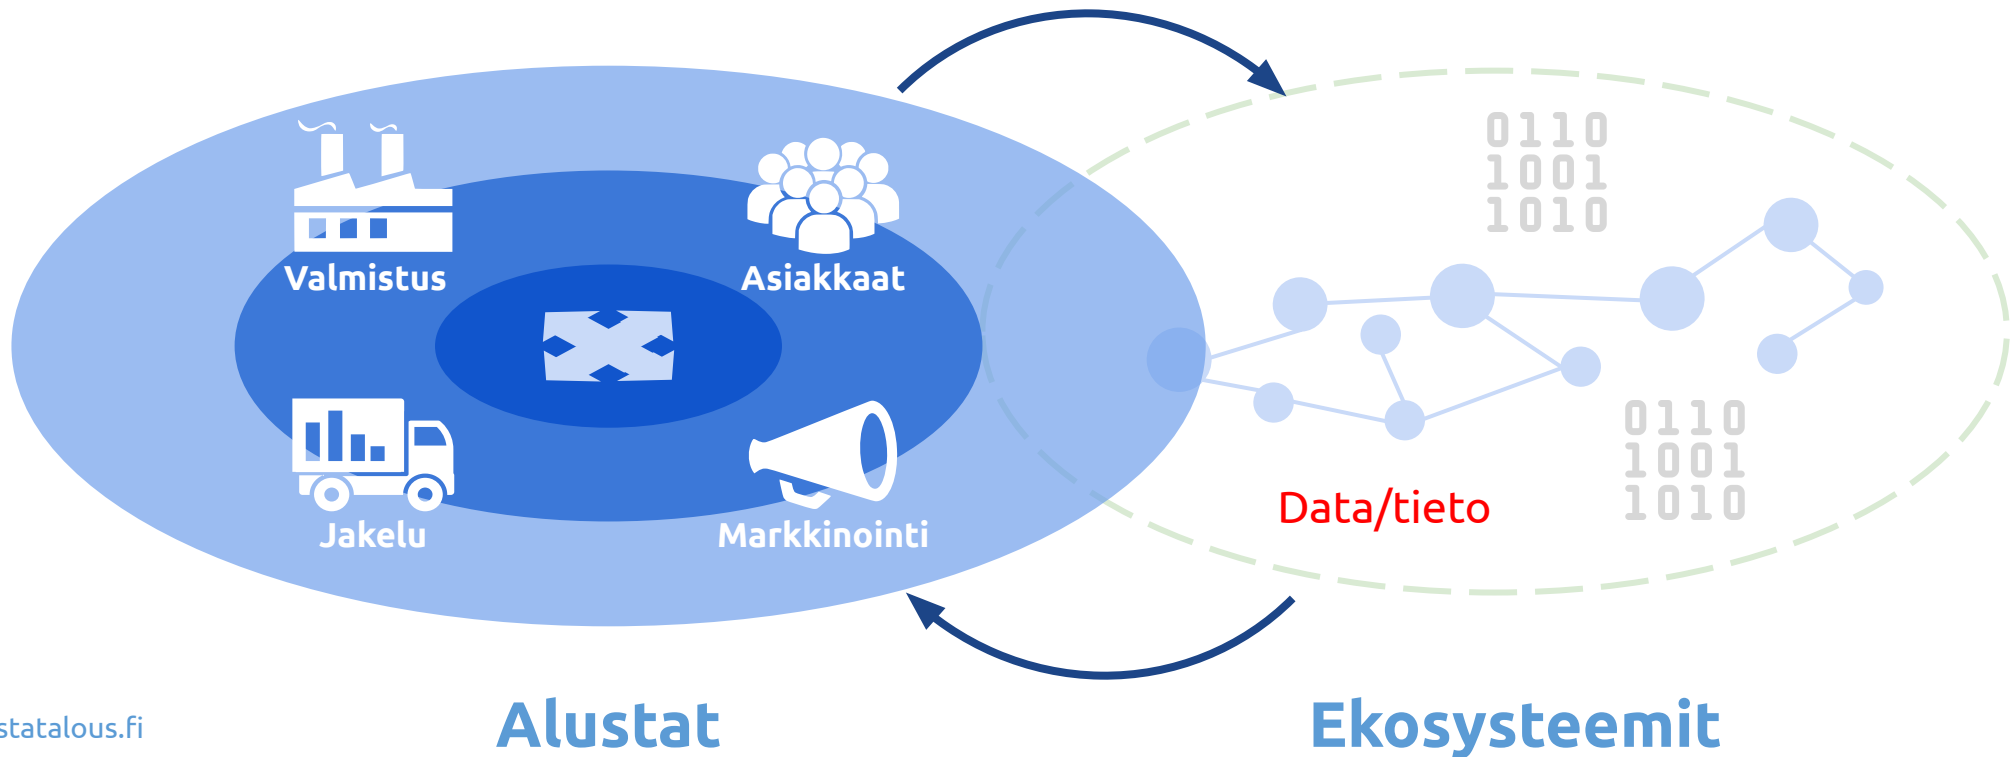 0110
1001
1010
Valmistus
Asiakkaat
0110
1001
1010
Data/tieto
Jakelu
Markkinointi
statalous.fi
Alustat
Ekosysteemit